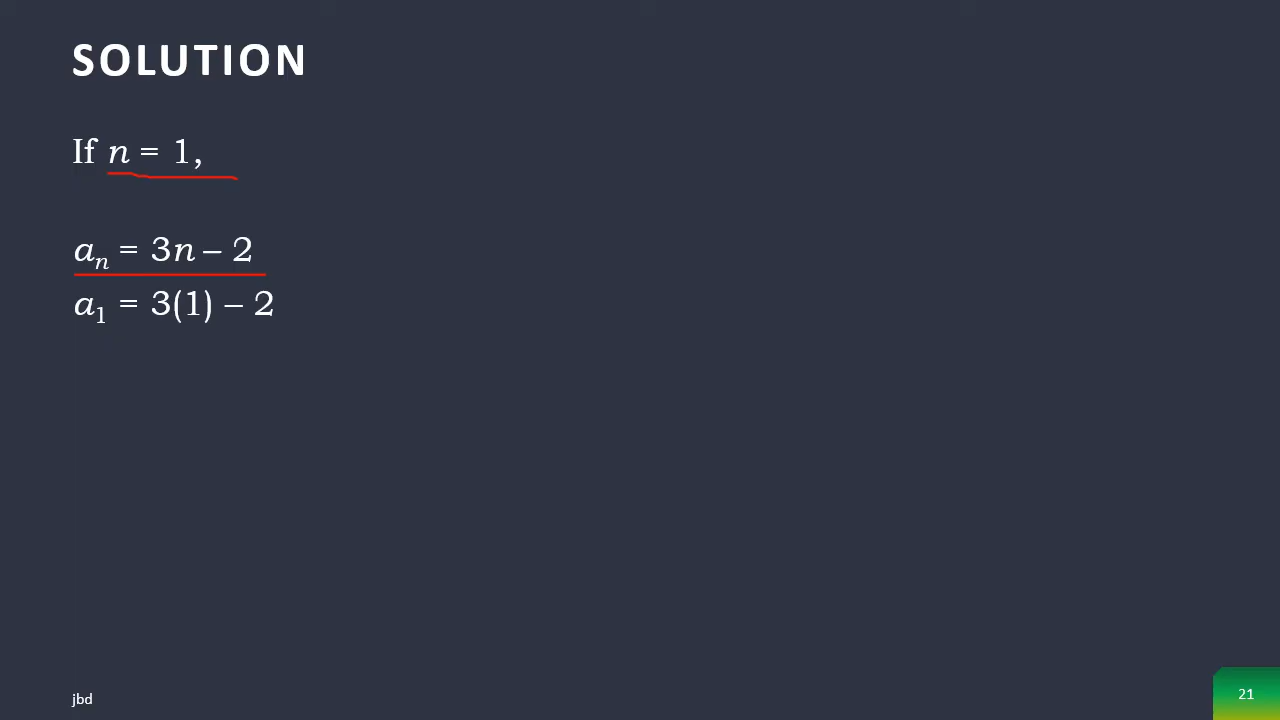 SOLUTION
If n = 1,
aₙ = 3n – 2
a₁ = 3(1) – 2
jbd
21